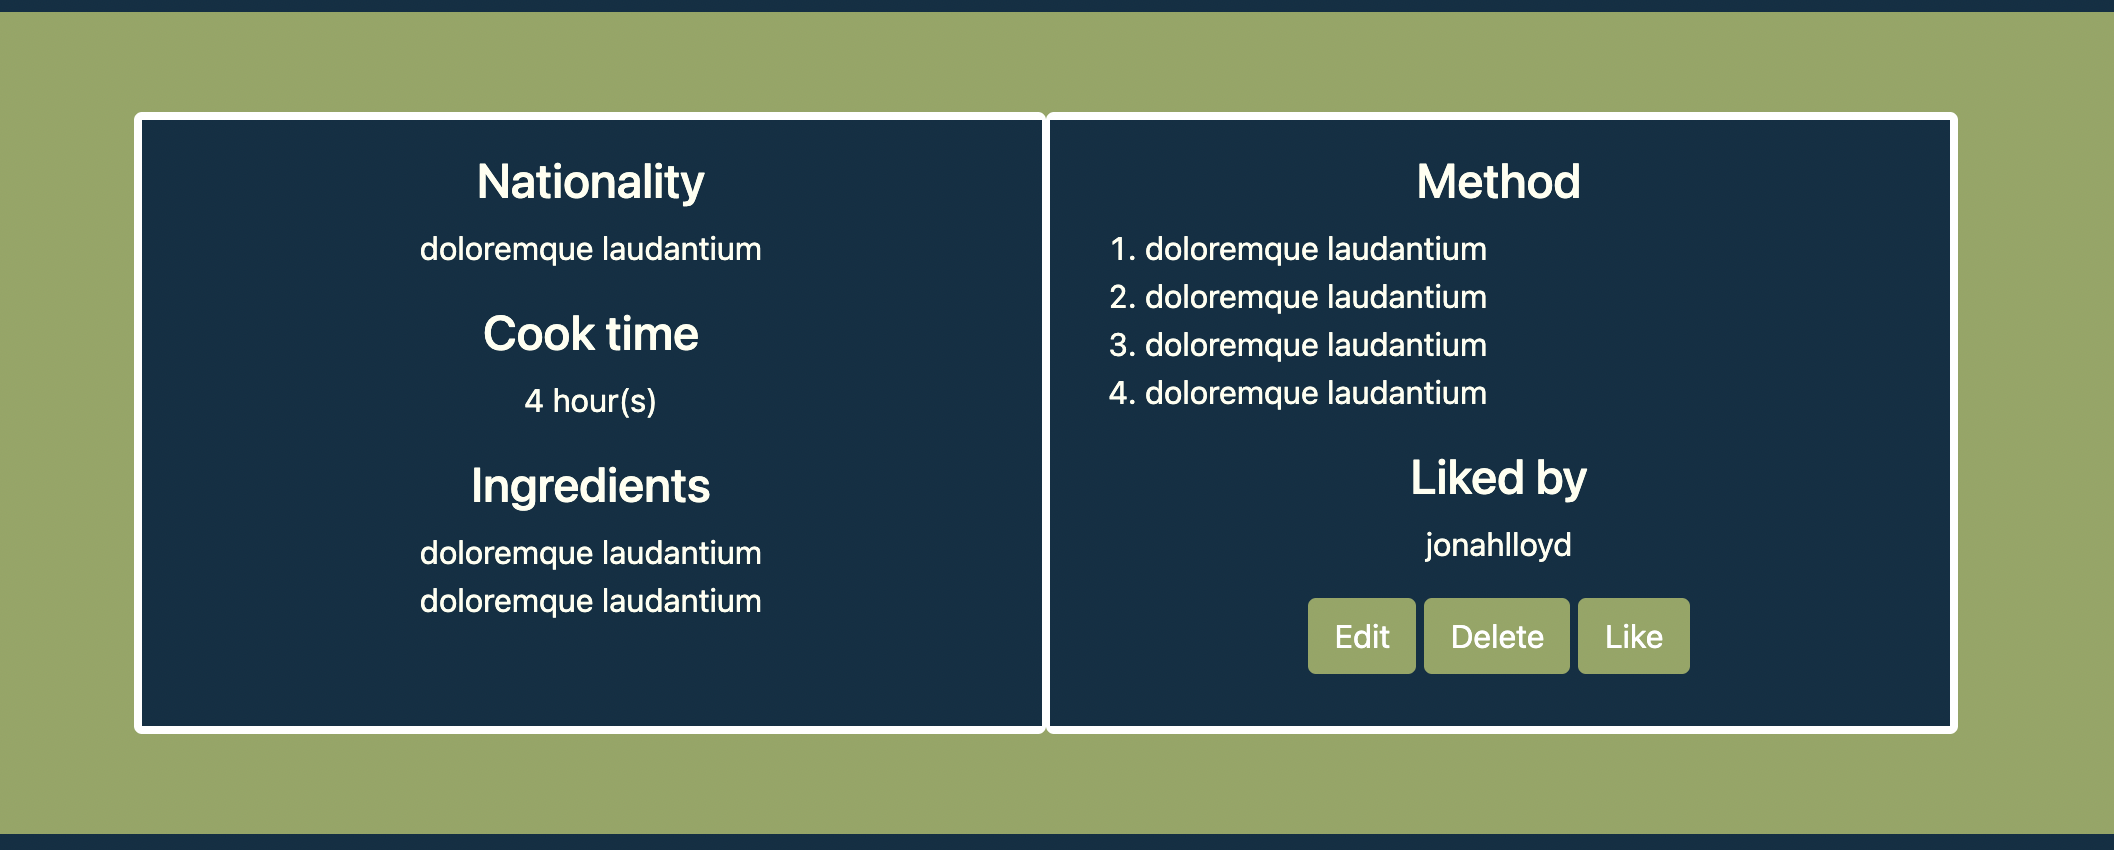 Nationality
doloremque laudantium
Cook time
4 hour(s)
Ingredients
doloremque laudantium
doloremque laudantium
Method
1. doloremque laudantium
2. doloremque laudantium
3. doloremque laudantium
4. doloremque laudantium
Liked by
jonahlloyd
Edit Delete Like